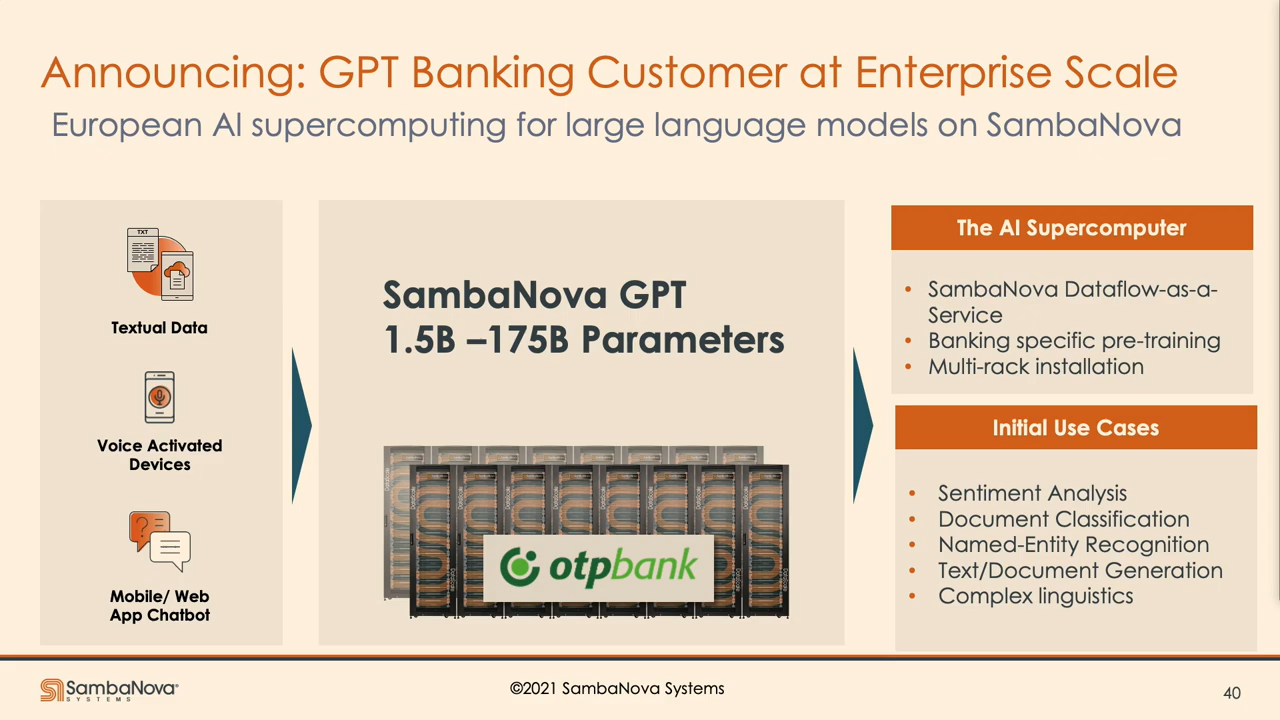 Announcing: GPT Banking Customer at Enterprise Scale
European AI supercomputing for large language models on SambaNova
TXT
Textual Data
Voice Activated
Devices
?
Mobile/ Web
App Chatbot
SambaNova GPT
1.5B –175B Parameters
otpbank
The AI Supercomputer
• SambaNova Dataflow-as-a-
Service
• Banking specific pre-training
• Multi-rack installation
Initial Use Cases
• Sentiment Analysis
• Document Classification
• Named-Entity Recognition
• Text/Document Generation
• Complex linguistics
SambaNova
SYSTEMS
©2021 SambaNova Systems
40